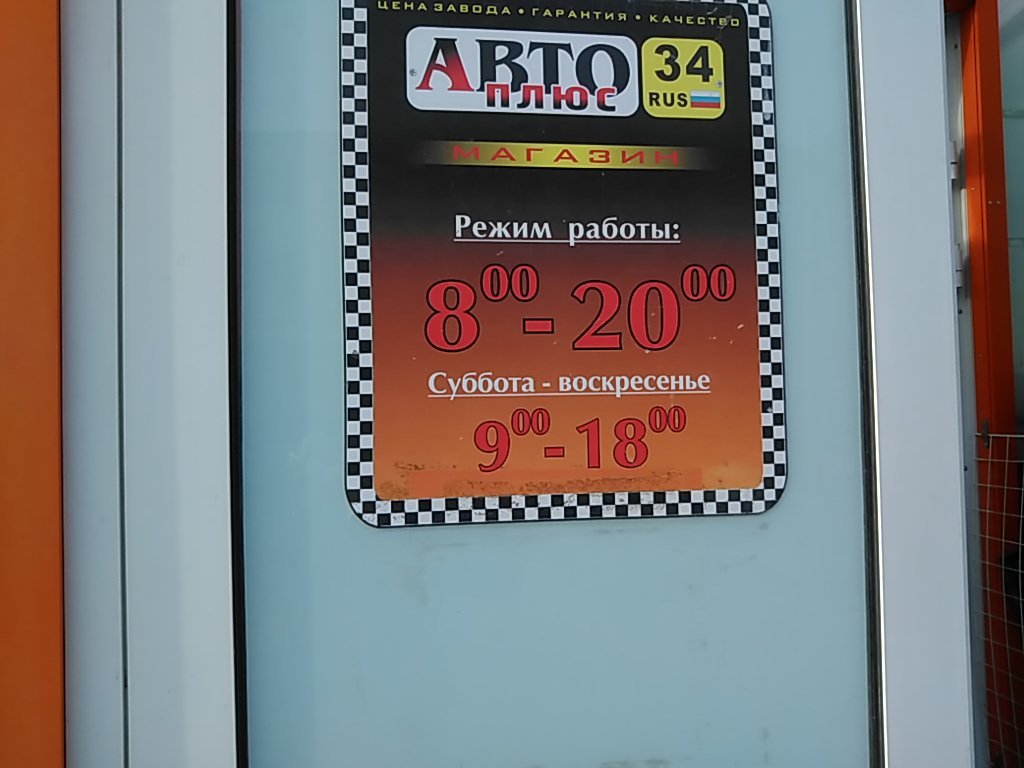 ЦЕНА ЗАВОДА • ГАРАНТИЯ • КАЧЕСТВО
АВТО
ПЛЮС
34
RUS
МАГАЗИН
Режим работы:
8⁰⁰ - 20⁰⁰
Суббота - воскресенье
9⁰⁰ - 18⁰⁰